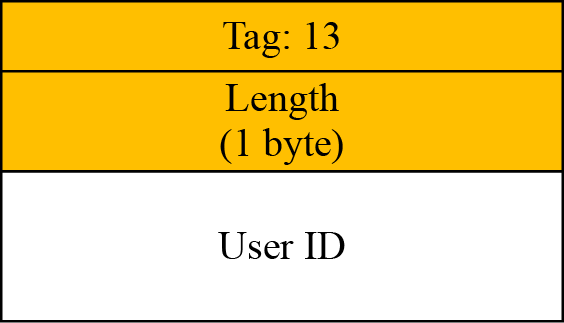 Tag: 13
Length
(1 byte)
User ID